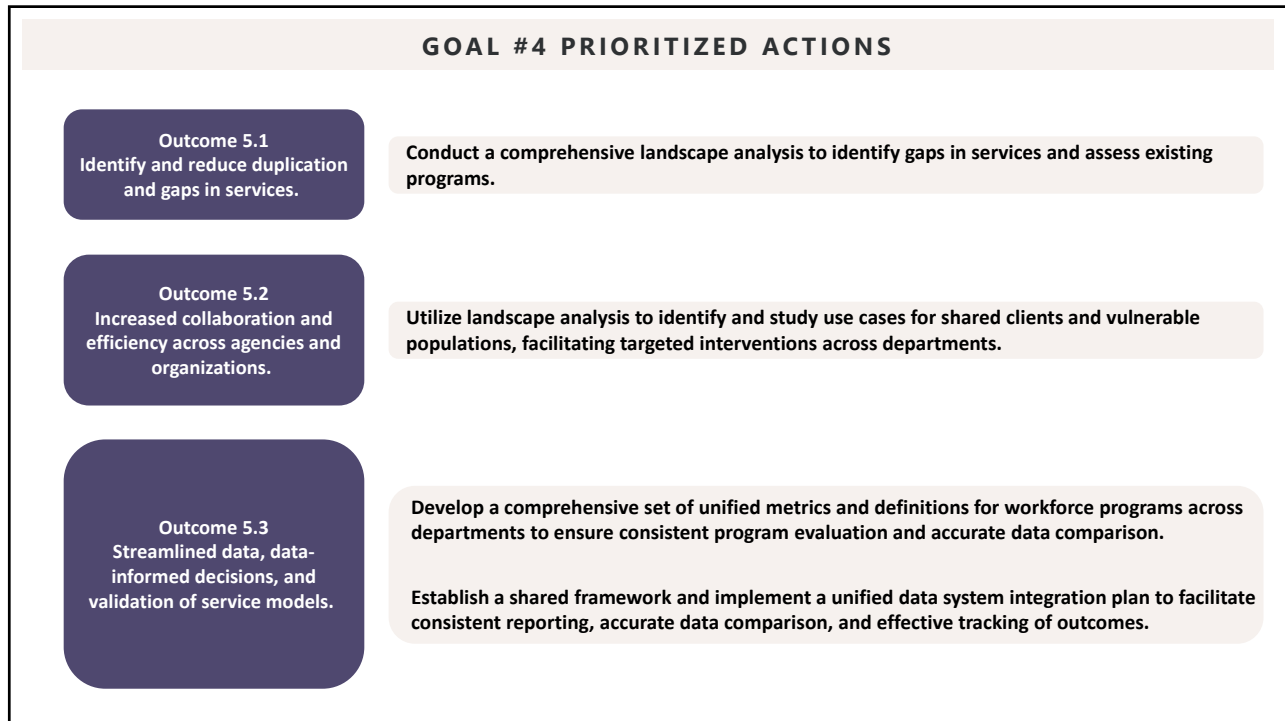 GOAL #4 PRIORITIZED ACTIONS
Outcome 5.1
Identify and reduce duplication
and gaps in services.
Conduct a comprehensive landscape analysis to identify gaps in services and assess existing
programs.
Outcome 5.2
Increased collaboration and
efficiency across agencies and
organizations.
Utilize landscape analysis to identify and study use cases for shared clients and vulnerable
populations, facilitating targeted interventions across departments.
Outcome 5.3
Streamlined data, data-
informed decisions, and
validation of service models.
Develop a comprehensive set of unified metrics and definitions for workforce programs across
departments to ensure consistent program evaluation and accurate data comparison.
Establish a shared framework and implement a unified data system integration plan to facilitate
consistent reporting, accurate data comparison, and effective tracking of outcomes.